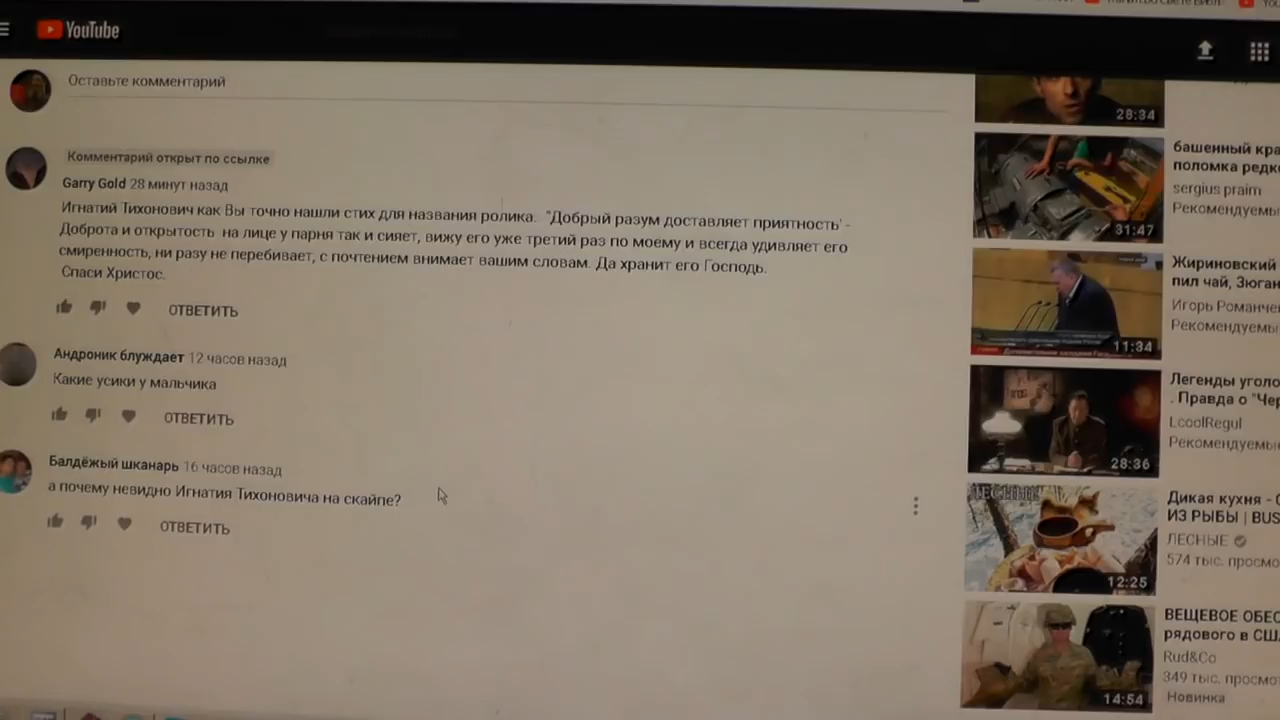 YouTube
Оставьте комментарий
Комментарий открыт по ссылке
Garry Gold 28 минут назад
Игнатий Тихонович как Вы точно нашли стих для названия ролика. "Добрый разум доставляет приятность' -
Доброта и открытость на лице у парня так и сияет, вижу его уже третий раз по моему и всегда удивляет его
смиренность, ни разу не перебивает, с почтением внимает вашим словам. Да хранит его Господь.
Спаси Христос.
ОТВЕТИТЬ
Андроник блуждает 12 часов назад
Какие усики у мальчика
ОТВЕТИТЬ
Балдёжый шканарь 16 часов назад
а почему невидно Игнатия Тихоновича на скайпе?
ОТВЕТИТЬ
28:34
башенный кра
поломка редк
sergius praim
Рекомендуемы
31:47
Жириновский
пил чай, Зюган
Игорь Романче
Рекомендуемы
11:34
Легенды уголо
. Правда о "Чер
LcoolRegul
Рекомендуемы
28:36
Дикая кухня - 
ИЗ РЫБЫ | BUS
ЛЕСНЫЕ
574 тыс. просмо
12:25
ВЕЩЕВОЕ ОБЕС
рядового в СШ
Rud&Co
349 тыс. просмо
Новинка
14:54